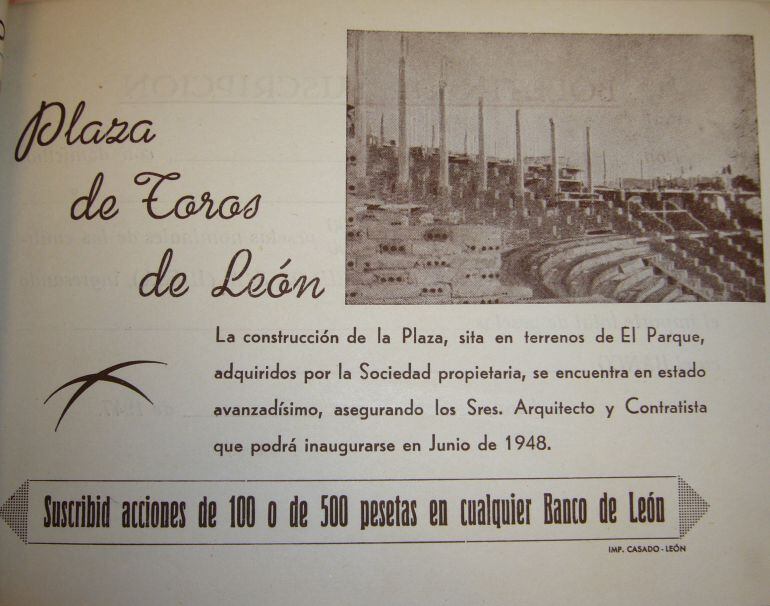 Plaza
de Toros
de León
La construcción de la Plaza, sita en terrenos de El Parque,
adquiridos por la Sociedad propietaria, se encuentra en estado
avanzadísimo, asegurando los Sres. Arquitecto y Contratista
que podrá inaugurarse en Junio de 1948.
Suscribid acciones de 100 o de 500 pesetas en cualquier Banco de León
IMP. CASADO - LEÓN